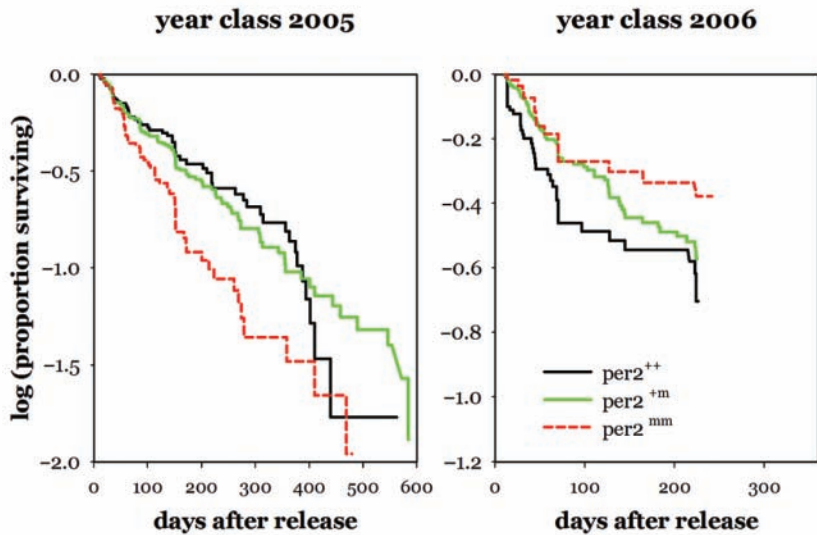 year class 2005
year class 2006
log (proportion surviving)
0.0
−0.5
−1.0
−1.5
−2.0
0 100 200 300 400 500 600
days after release
0.0
−0.2
−0.4
−0.6
−0.8
−1.0
−1.2
0 100 200 300
days after release
per2++
per2+m
per2mm